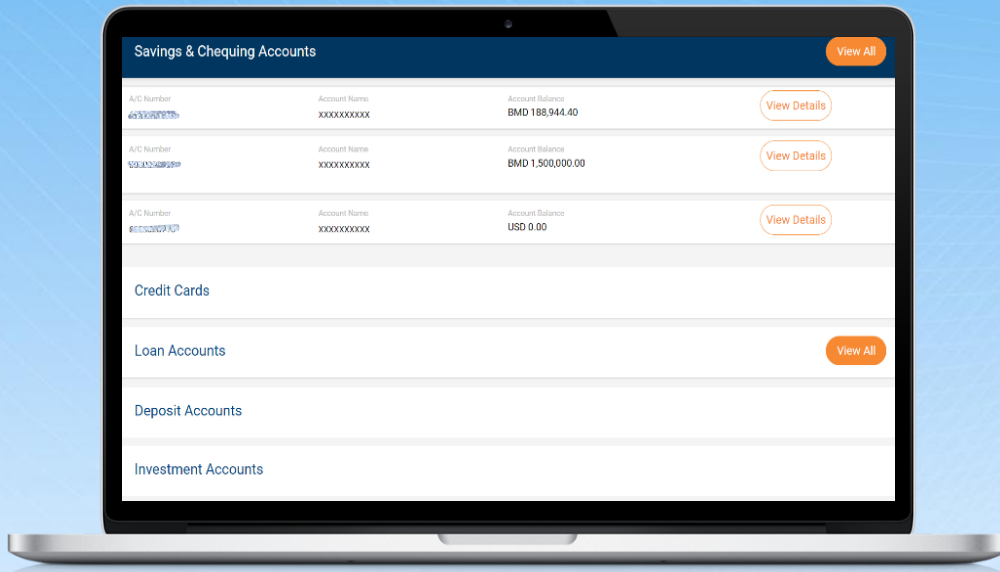 Savings & Chequing Accounts View All
A/C Number Account Name Account Balance
xxxxxxxxxx BMD 188,944.40 View Details
A/C Number Account Name Account Balance
xxxxxxxxxx BMD 1,500,000.00 View Details
A/C Number Account Name Account Balance
xxxxxxxxxx USD 0.00 View Details
Credit Cards
Loan Accounts View All
Deposit Accounts
Investment Accounts